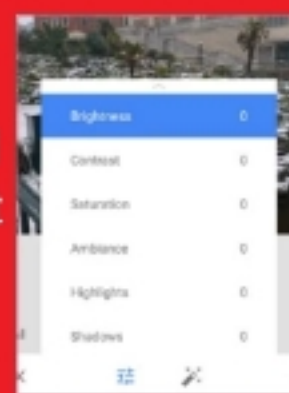 Brightness 0
Contrast 0
Saturation 0
Ambiance 0
Highlights 0
Shadows 0